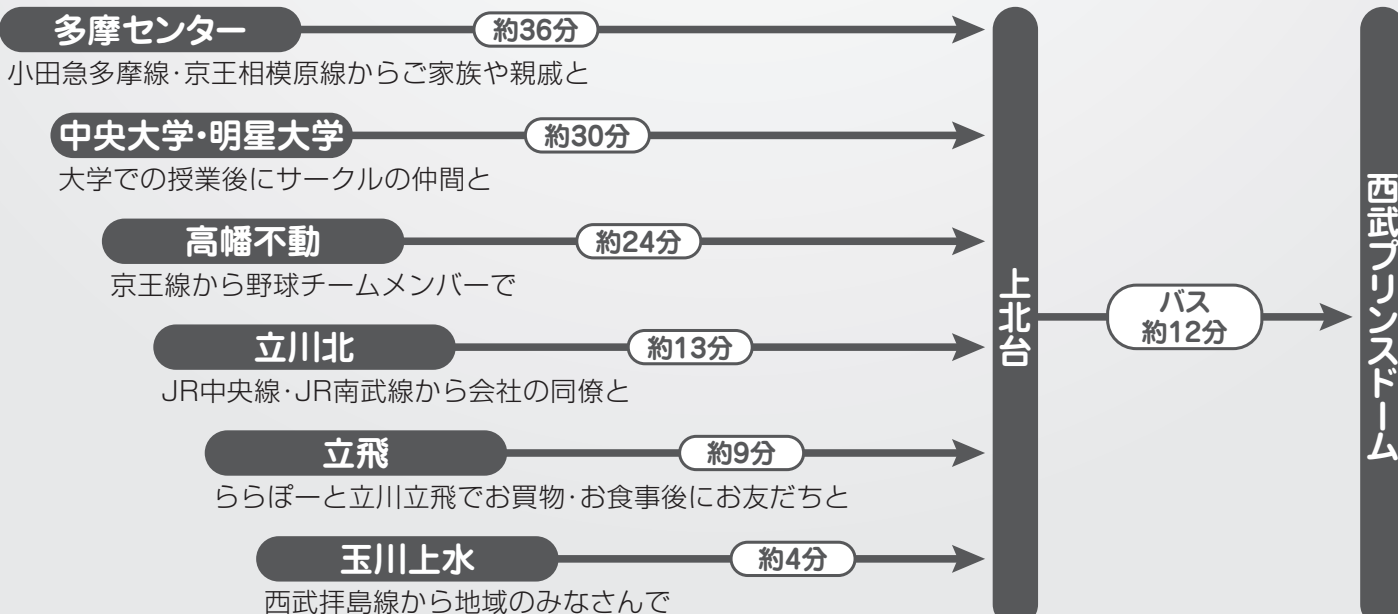 多摩センター
約36分
小田急多摩線・京王相模原線からご家族や親戚と
中央大学・明星大学
約30分
大学での授業後にサークルの仲間と
高幡不動
約24分
京王線から野球チームメンバーで
立川北
約13分
JR中央線・JR南武線から会社の同僚と
立飛
約9分
ららぽーと立川立飛でお買物・お食事後にお友だちと
玉川上水
約4分
西武拝島線から地域のみなさんで
上北台
バス
約12分
西武プリンスドーム